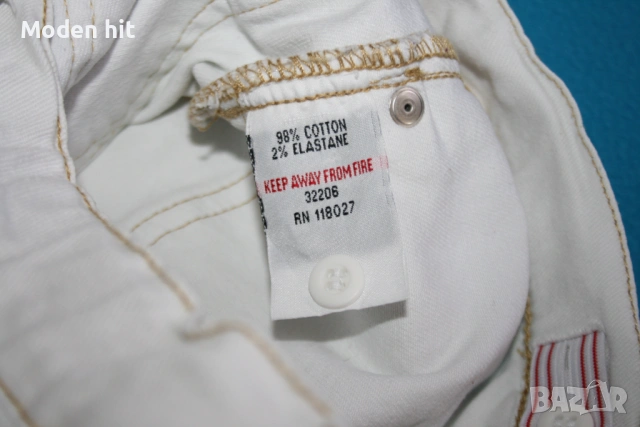 Moden hit
98% COTTON
2% ELASTANE
KEEP AWAY FROM FIRE
32206
RN 118027
BAZAR